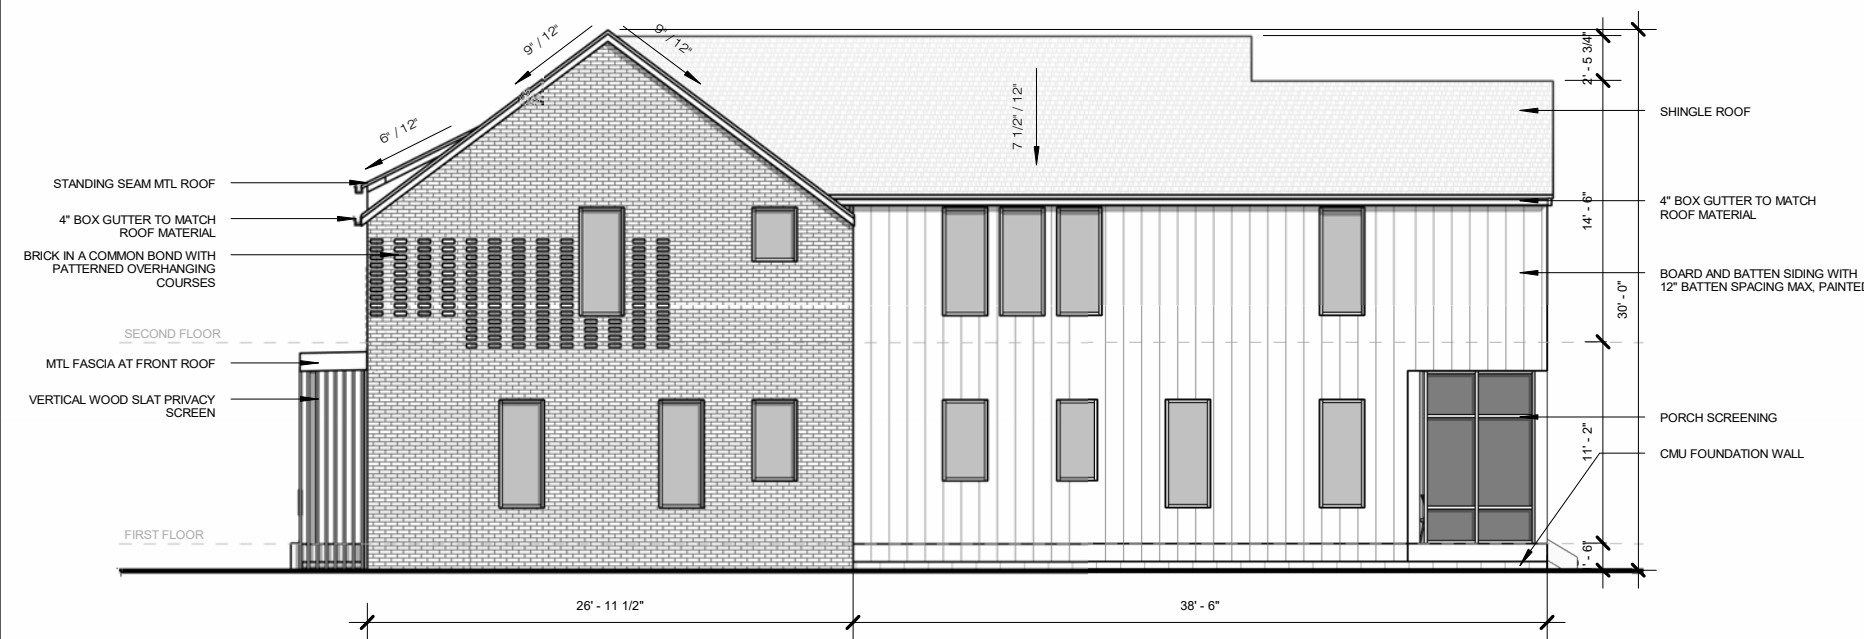 9" / 12"
9" / 12"
6" / 12"
7 1/2" / 12"
STANDING SEAM MTL ROOF
4" BOX GUTTER TO MATCH
ROOF MATERIAL
BRICK IN A COMMON BOND WITH
PATTERNED OVERHANGING
COURSES
SECOND FLOOR
MTL FASCIA AT FRONT ROOF
VERTICAL WOOD SLAT PRIVACY
SCREEN
FIRST FLOOR
26' - 11 1/2"
38' - 6"
2' - 5 3/4"
14' - 6"
30' - 0"
11' - 2"
' - 6"
SHINGLE ROOF
4" BOX GUTTER TO MATCH
ROOF MATERIAL
BOARD AND BATTEN SIDING WITH
12" BATTEN SPACING MAX, PAINTED
PORCH SCREENING
CMU FOUNDATION WALL